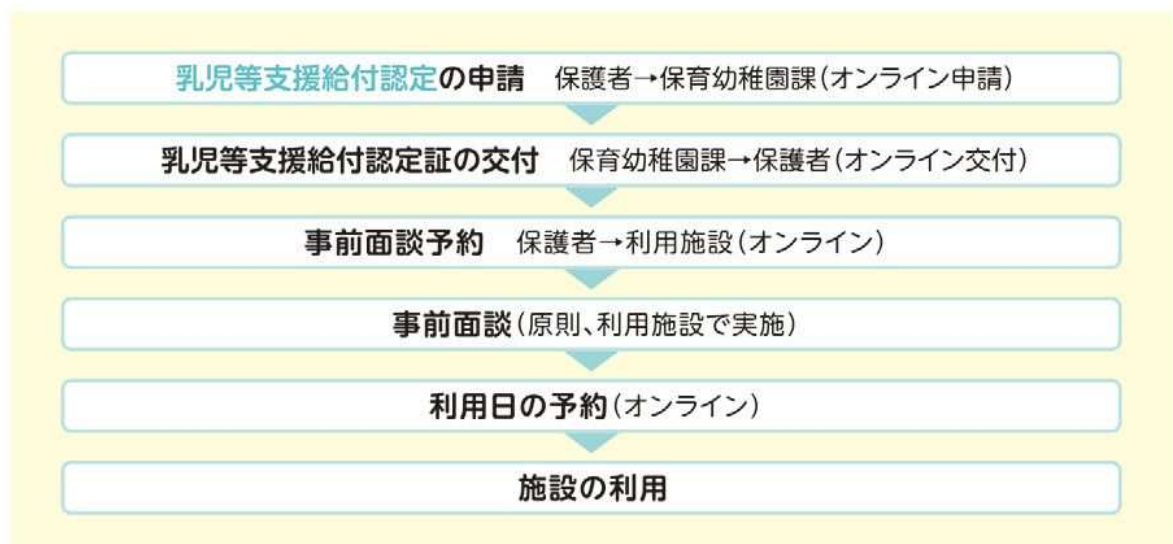 乳児等支援給付認定の申請 保護者→保育幼稚園課(オンライン申請)
乳児等支援給付認定証の交付 保育幼稚園課→保護者(オンライン交付)
事前面談予約 保護者→利用施設(オンライン)
事前面談(原則、利用施設で実施)
利用日の予約(オンライン)
施設の利用